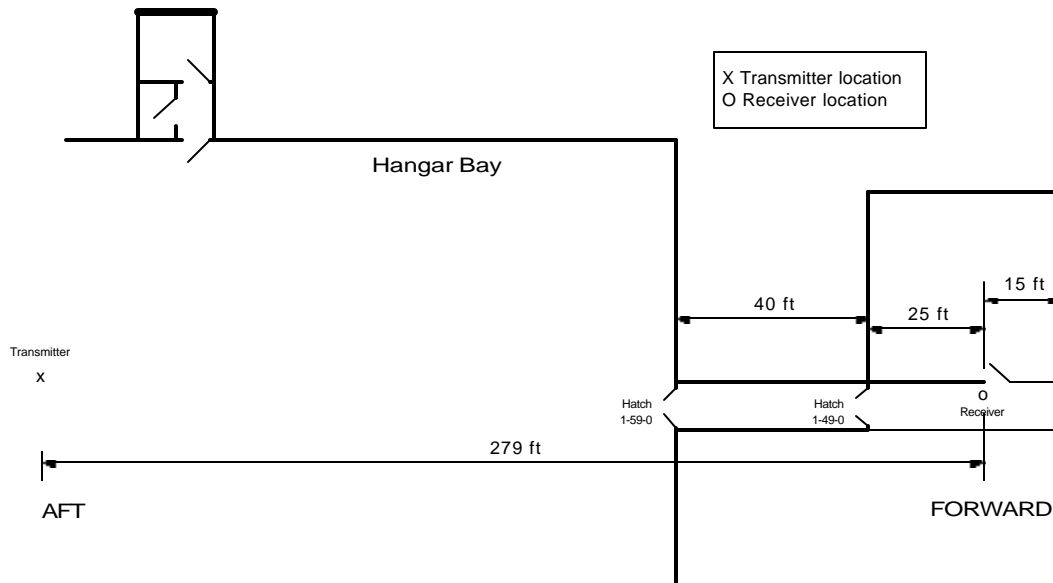 X Transmitter location
O Receiver location
Hangar Bay
15 ft
40 ft
25 ft
Transmitter
x
Hatch
1-59-0
Hatch
1-49-0
o
Receiver
279 ft
AFT
FORWARD